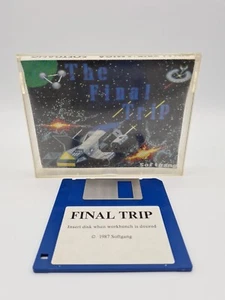 The
Final
Trip
FINAL TRIP
Insert disk when workbench is desired
© 1987 Softgang